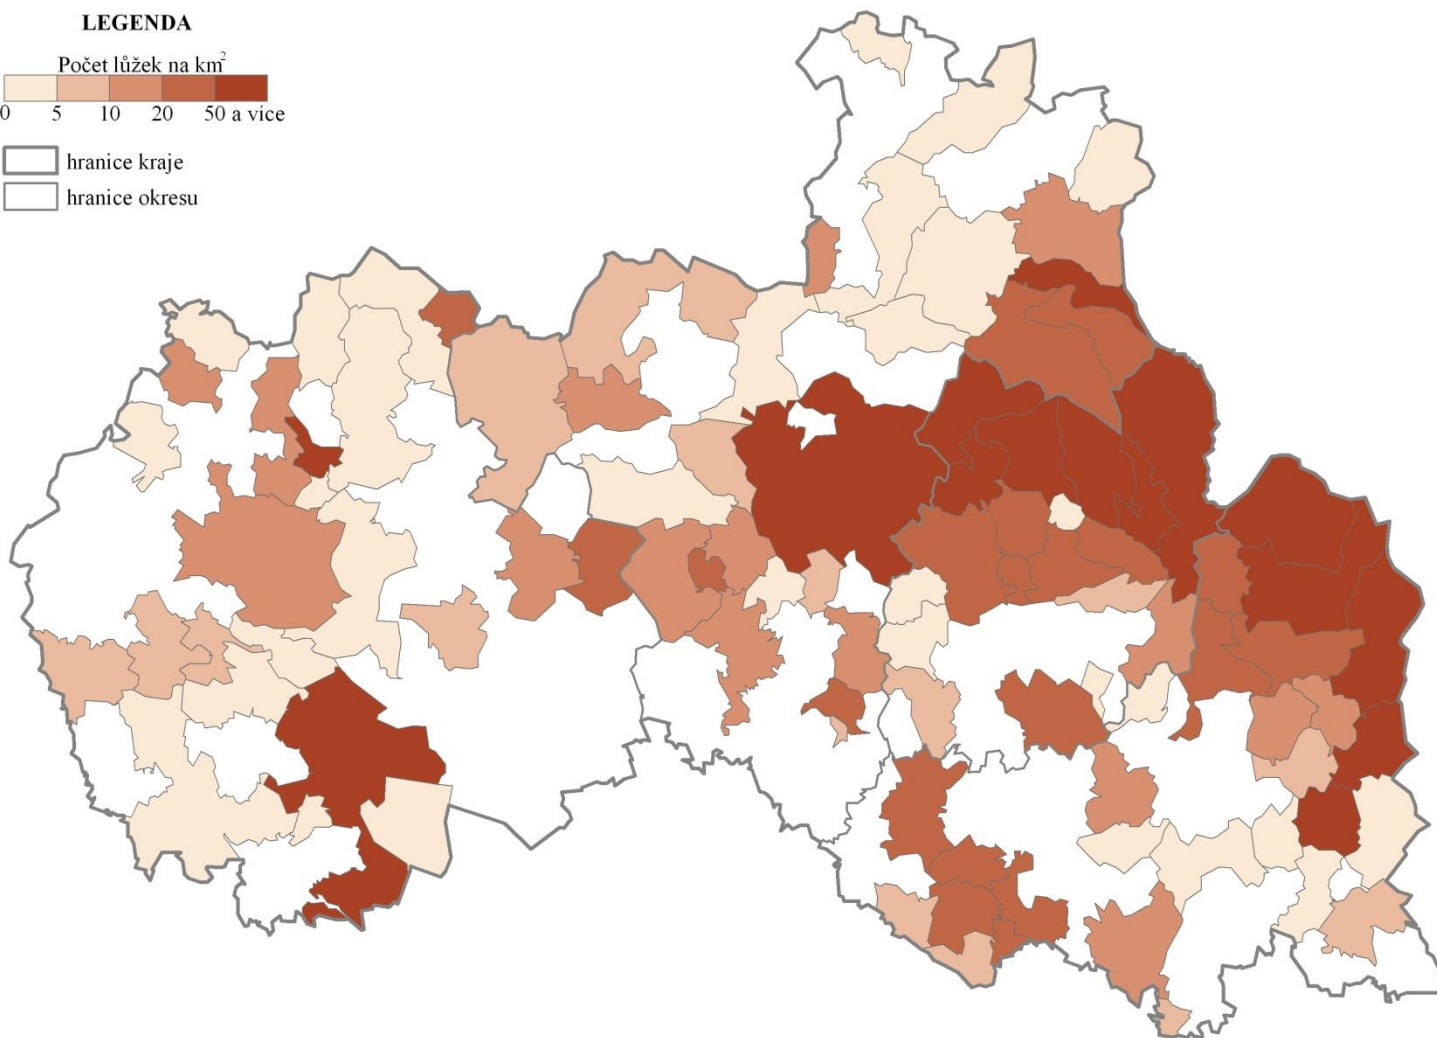 LEGENDA
Počet lůžek na km²
0 5 10 20 50 a více
hranice kraje
hranice okresu